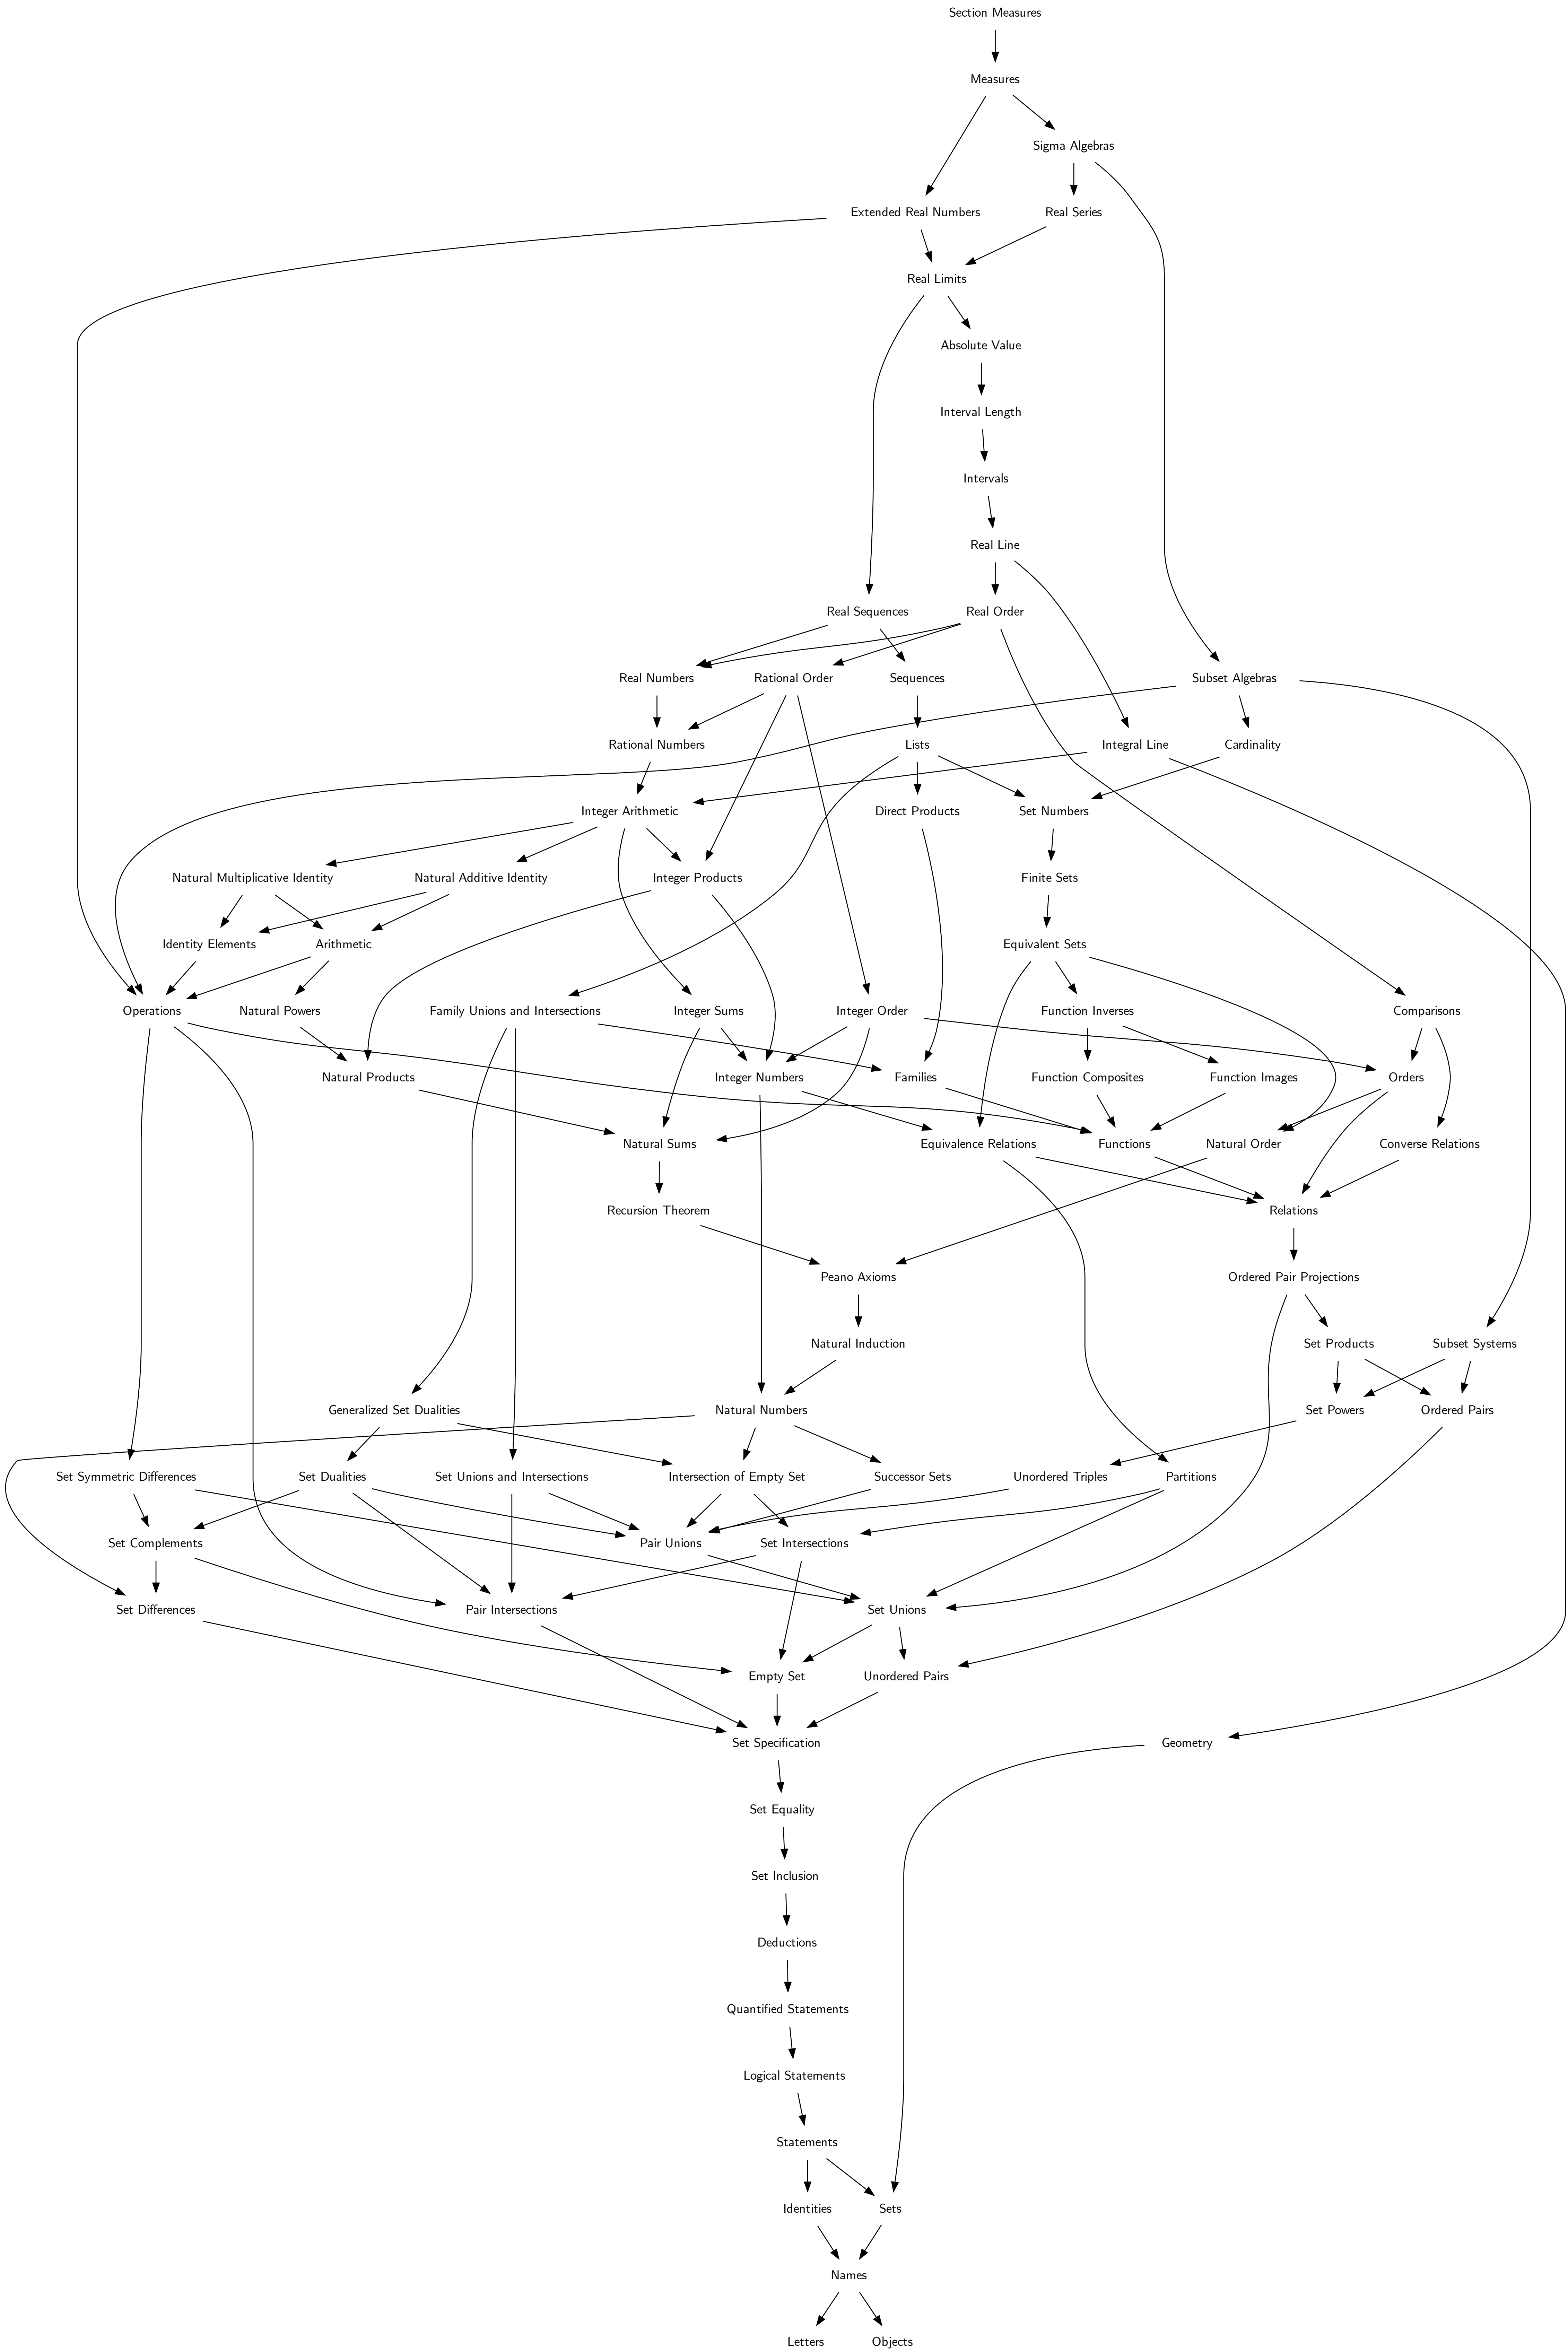 Section Measures
Measures
Sigma Algebras
Extended Real Numbers
Real Series
Real Limits
Absolute Value
Interval Length
Intervals
Real Line
Real Sequences
Real Order
Real Numbers
Rational Order
Sequences
Subset Algebras
Rational Numbers
Lists
Integral Line
Cardinality
Integer Arithmetic
Direct Products
Set Numbers
Natural Multiplicative Identity
Natural Additive Identity
Integer Products
Finite Sets
Identity Elements
Arithmetic
Equivalent Sets
Operations
Natural Powers
Family Unions and Intersections
Integer Sums
Integer Order
Function Inverses
Comparisons
Natural Products
Integer Numbers
Families
Function Composites
Function Images
Orders
Natural Sums
Equivalence Relations
Functions
Natural Order
Converse Relations
Recursion Theorem
Relations
Peano Axioms
Ordered Pair Projections
Natural Induction
Set Products
Subset Systems
Generalized Set Dualities
Natural Numbers
Set Powers
Ordered Pairs
Set Symmetric Differences
Set Dualities
Set Unions and Intersections
Intersection of Empty Set
Successor Sets
Unordered Triples
Partitions
Set Complements
Pair Unions
Set Intersections
Set Differences
Pair Intersections
Set Unions
Empty Set
Unordered Pairs
Set Specification
Geometry
Set Equality
Set Inclusion
Deductions
Quantified Statements
Logical Statements
Statements
Identities
Sets
Names
Letters
Objects